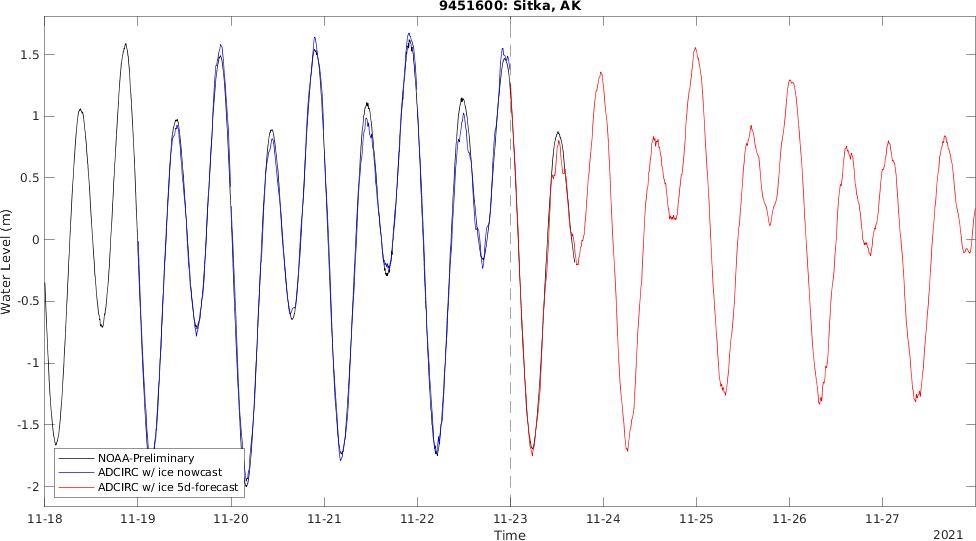 9451600: Sitka, AK
Water Level (m)
1.5
1
0.5
0
-0.5
-1
-1.5
-2
NOAA-Preliminary
ADCIRC w/ ice nowcast
ADCIRC w/ ice 5d-forecast
11-18 11-19 11-20 11-21 11-22 11-23 11-24 11-25 11-26 11-27
Time
2021